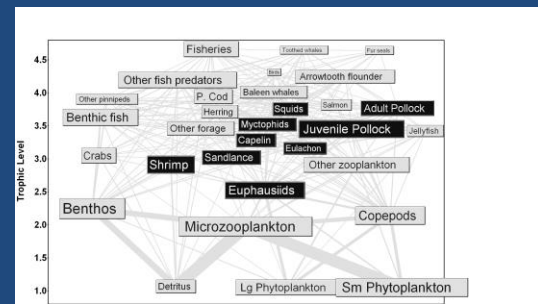 Trophic Level
4.5
4.0
3.5
3.0
2.5
2.0
1.5
1.0
Fisheries
Toothed whales
Fur seals
Birds
Other fish predators
Arrowtooth flounder
Baleen whales
P. Cod
Other pinnipeds
Squids
Salmon
Adult Pollock
Herring
Benthic fish
Myctophids
Juvenile Pollock
Other forage
Jellyfish
Capelin
Eulachon
Crabs
Sandlance
Shrimp
Other zooplankton
Euphausiids
Benthos
Copepods
Microzooplankton
Detritus
Lg Phytoplankton
Sm Phytoplankton